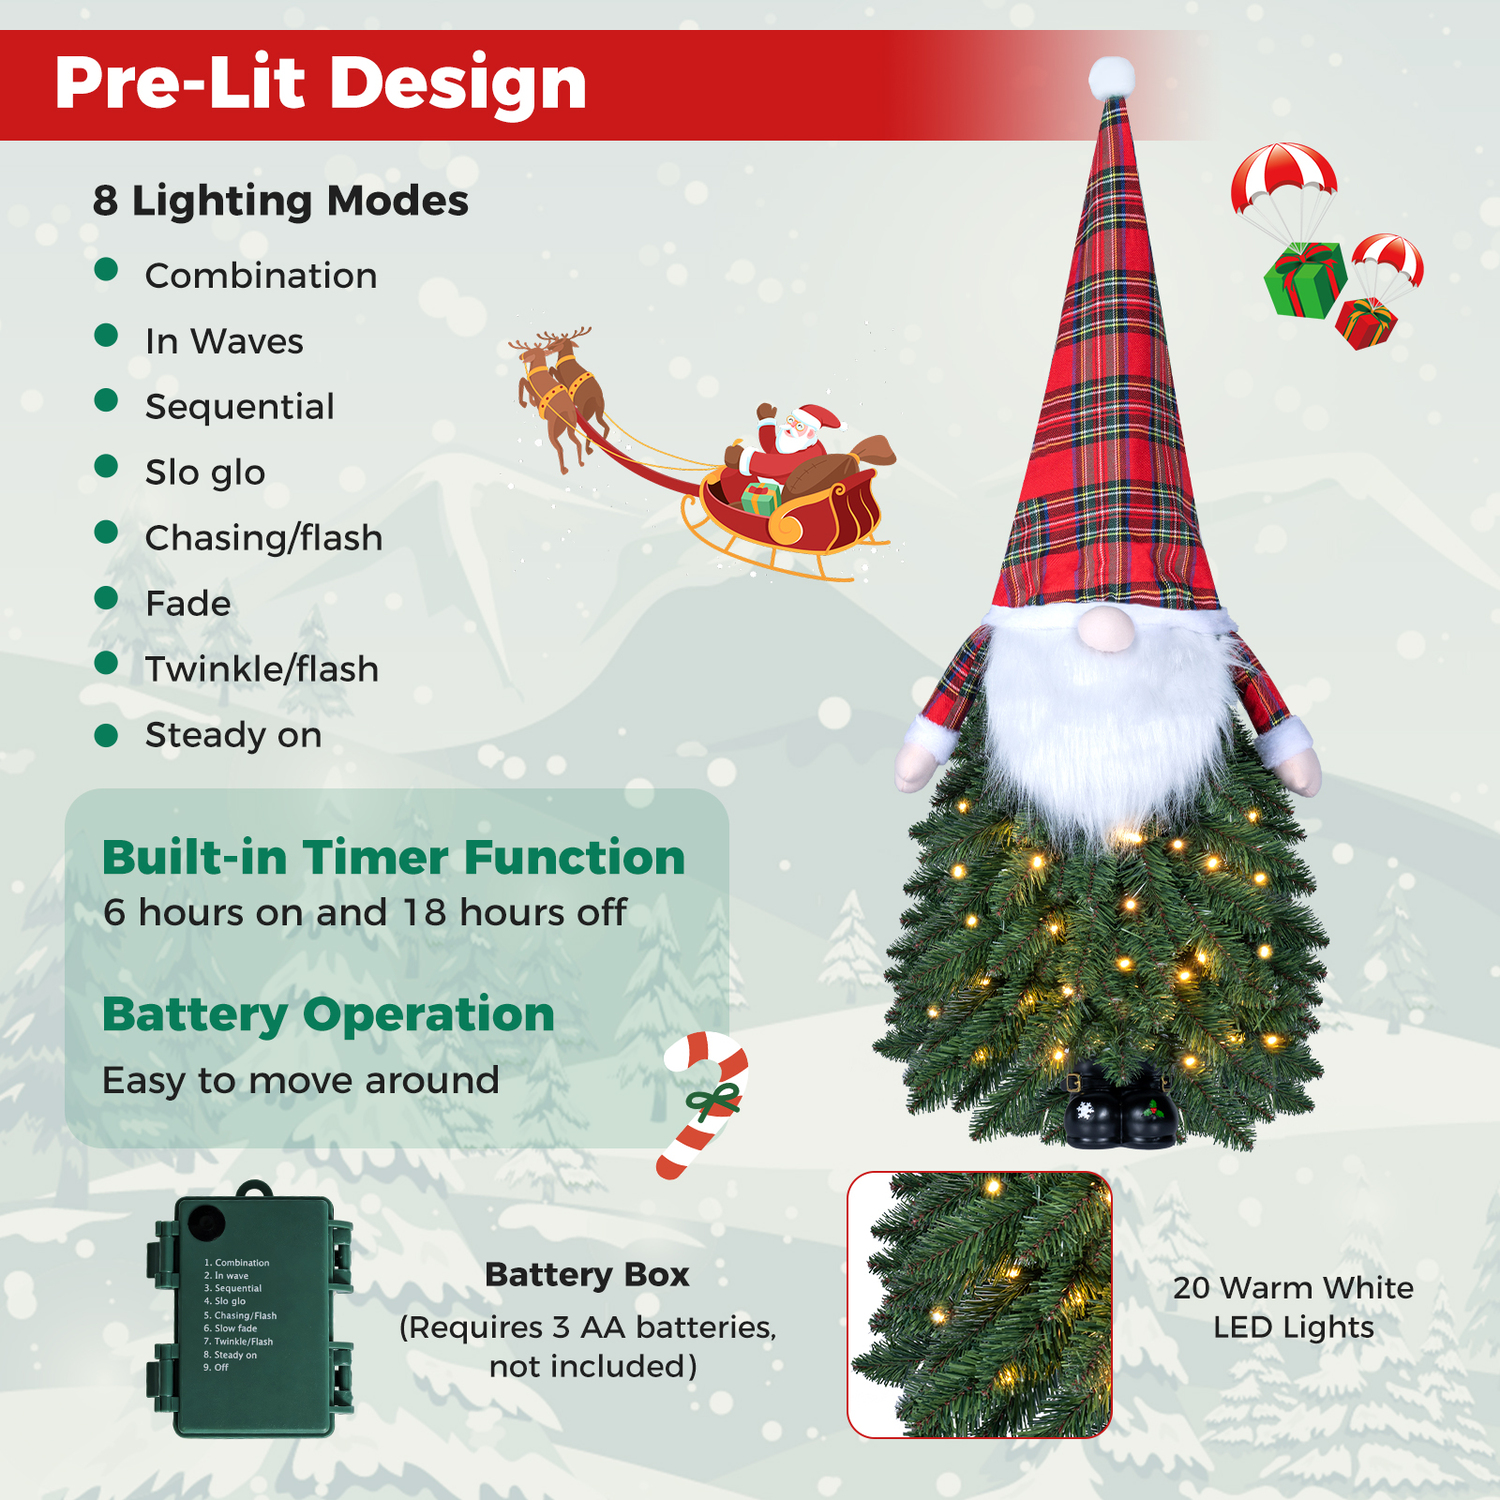 Pre-Lit Design
8 Lighting Modes
Combination
In Waves
Sequential
Slo glo
Chasing/flash
Fade
Twinkle/flash
Steady on
Built-in Timer Function
6 hours on and 18 hours off
Battery Operation
Easy to move around
1. Combination
2. In wave
3. Sequential
4. Slo glo
5. Chasing/Flash
6. Slow fade
7. Twinkle/Flash
8. Steady on
9. Off
Battery Box
(Requires 3 AA batteries,
not included)
20 Warm White
LED Lights